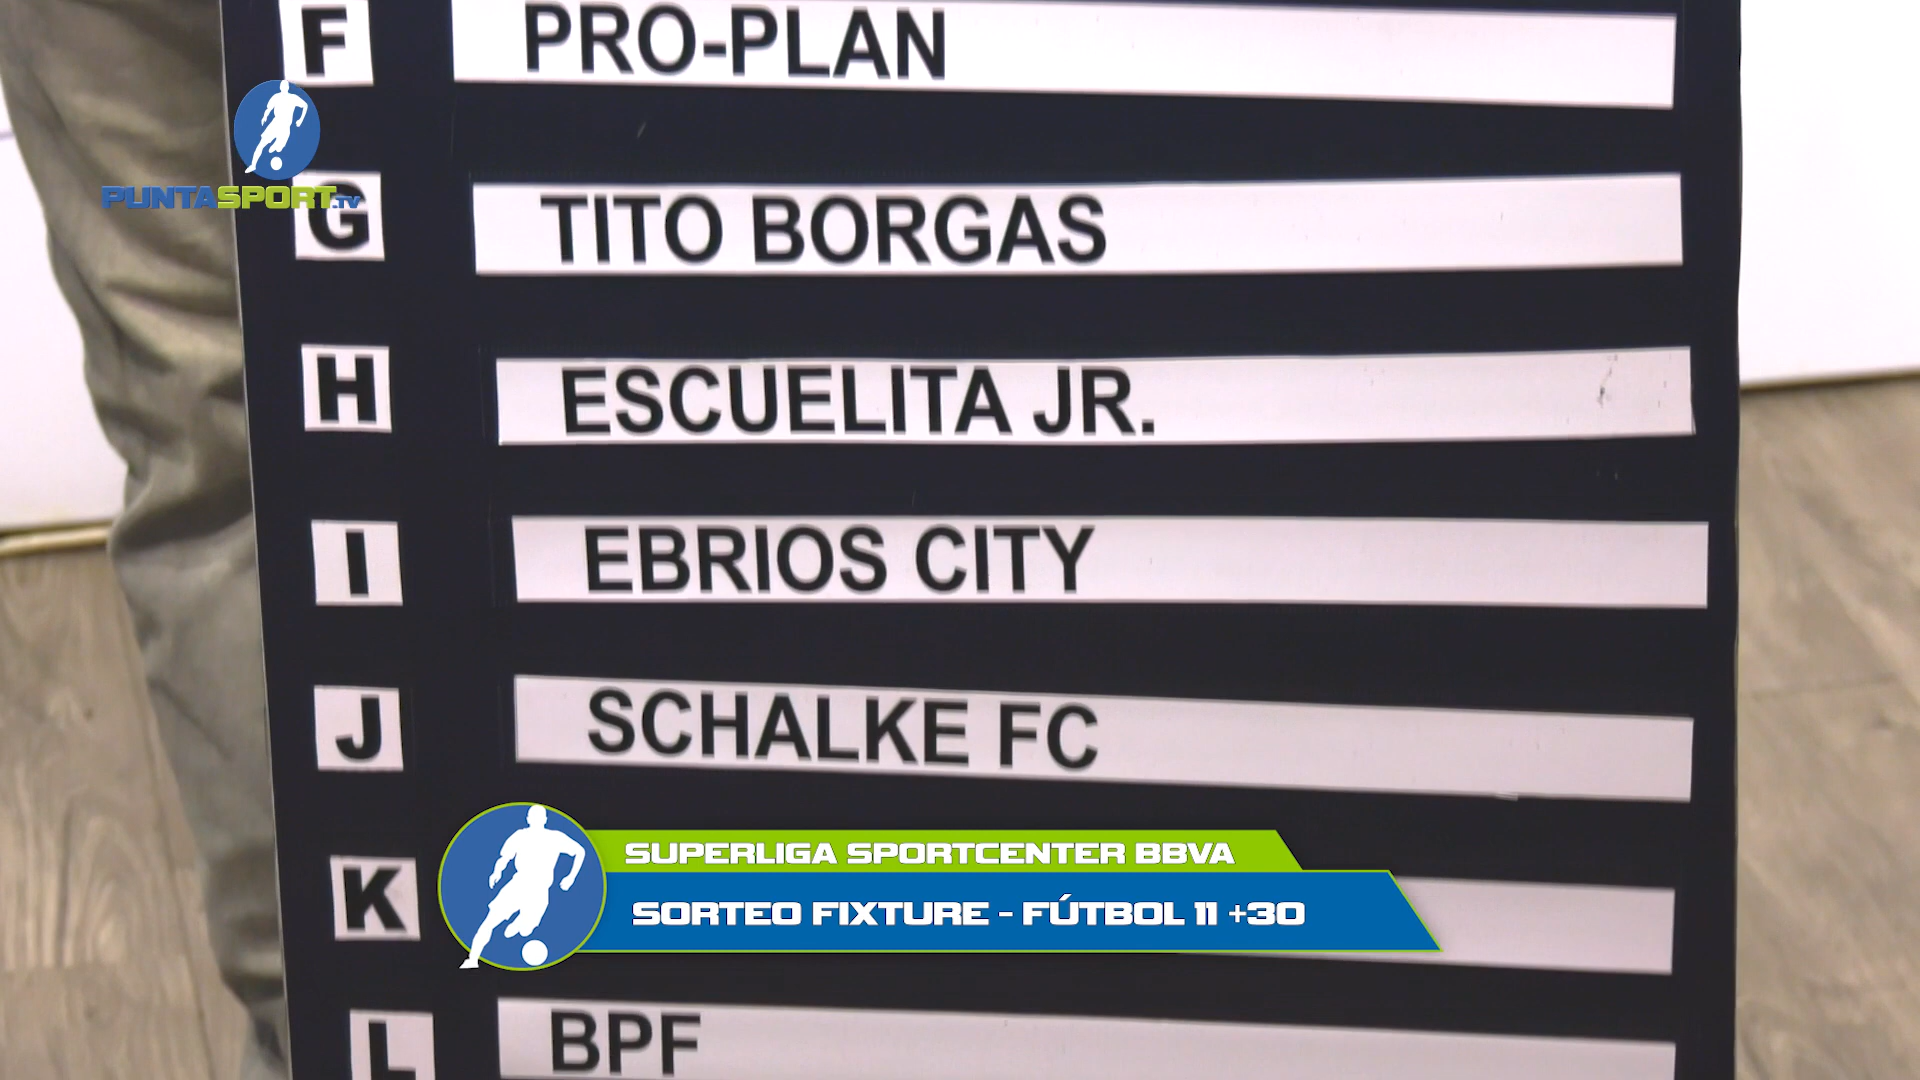 F PRO-PLAN
PUNTASPORT.TV
G TITO BORGAS
H ESCUELITA JR.
I EBRIOS CITY
J SCHALKE FC
K
SUPERLIGA SPORTCENTER BBVA
SORTEO FIXTURE - FÚTBOL 11 +30
L BPF